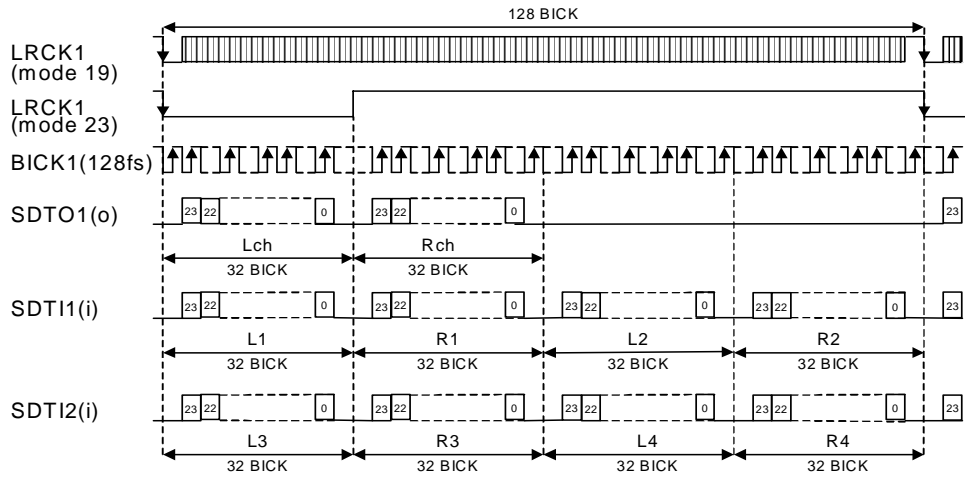 128 BICK
LRCK1
(mode 19)
LRCK1
(mode 23)
BICK1(128fs)
SDTO1(o)
23 22 0 23 22 0 23
Lch Rch
32 BICK 32 BICK
SDTI1(i)
23 22 0 23 22 0 23 22 0 23 22 0 23
L1 R1 L2 R2
32 BICK 32 BICK 32 BICK 32 BICK
SDTI2(i)
23 22 0 23 22 0 23 22 0 23 22 0 23
L3 R3 L4 R4
32 BICK 32 BICK 32 BICK 32 BICK